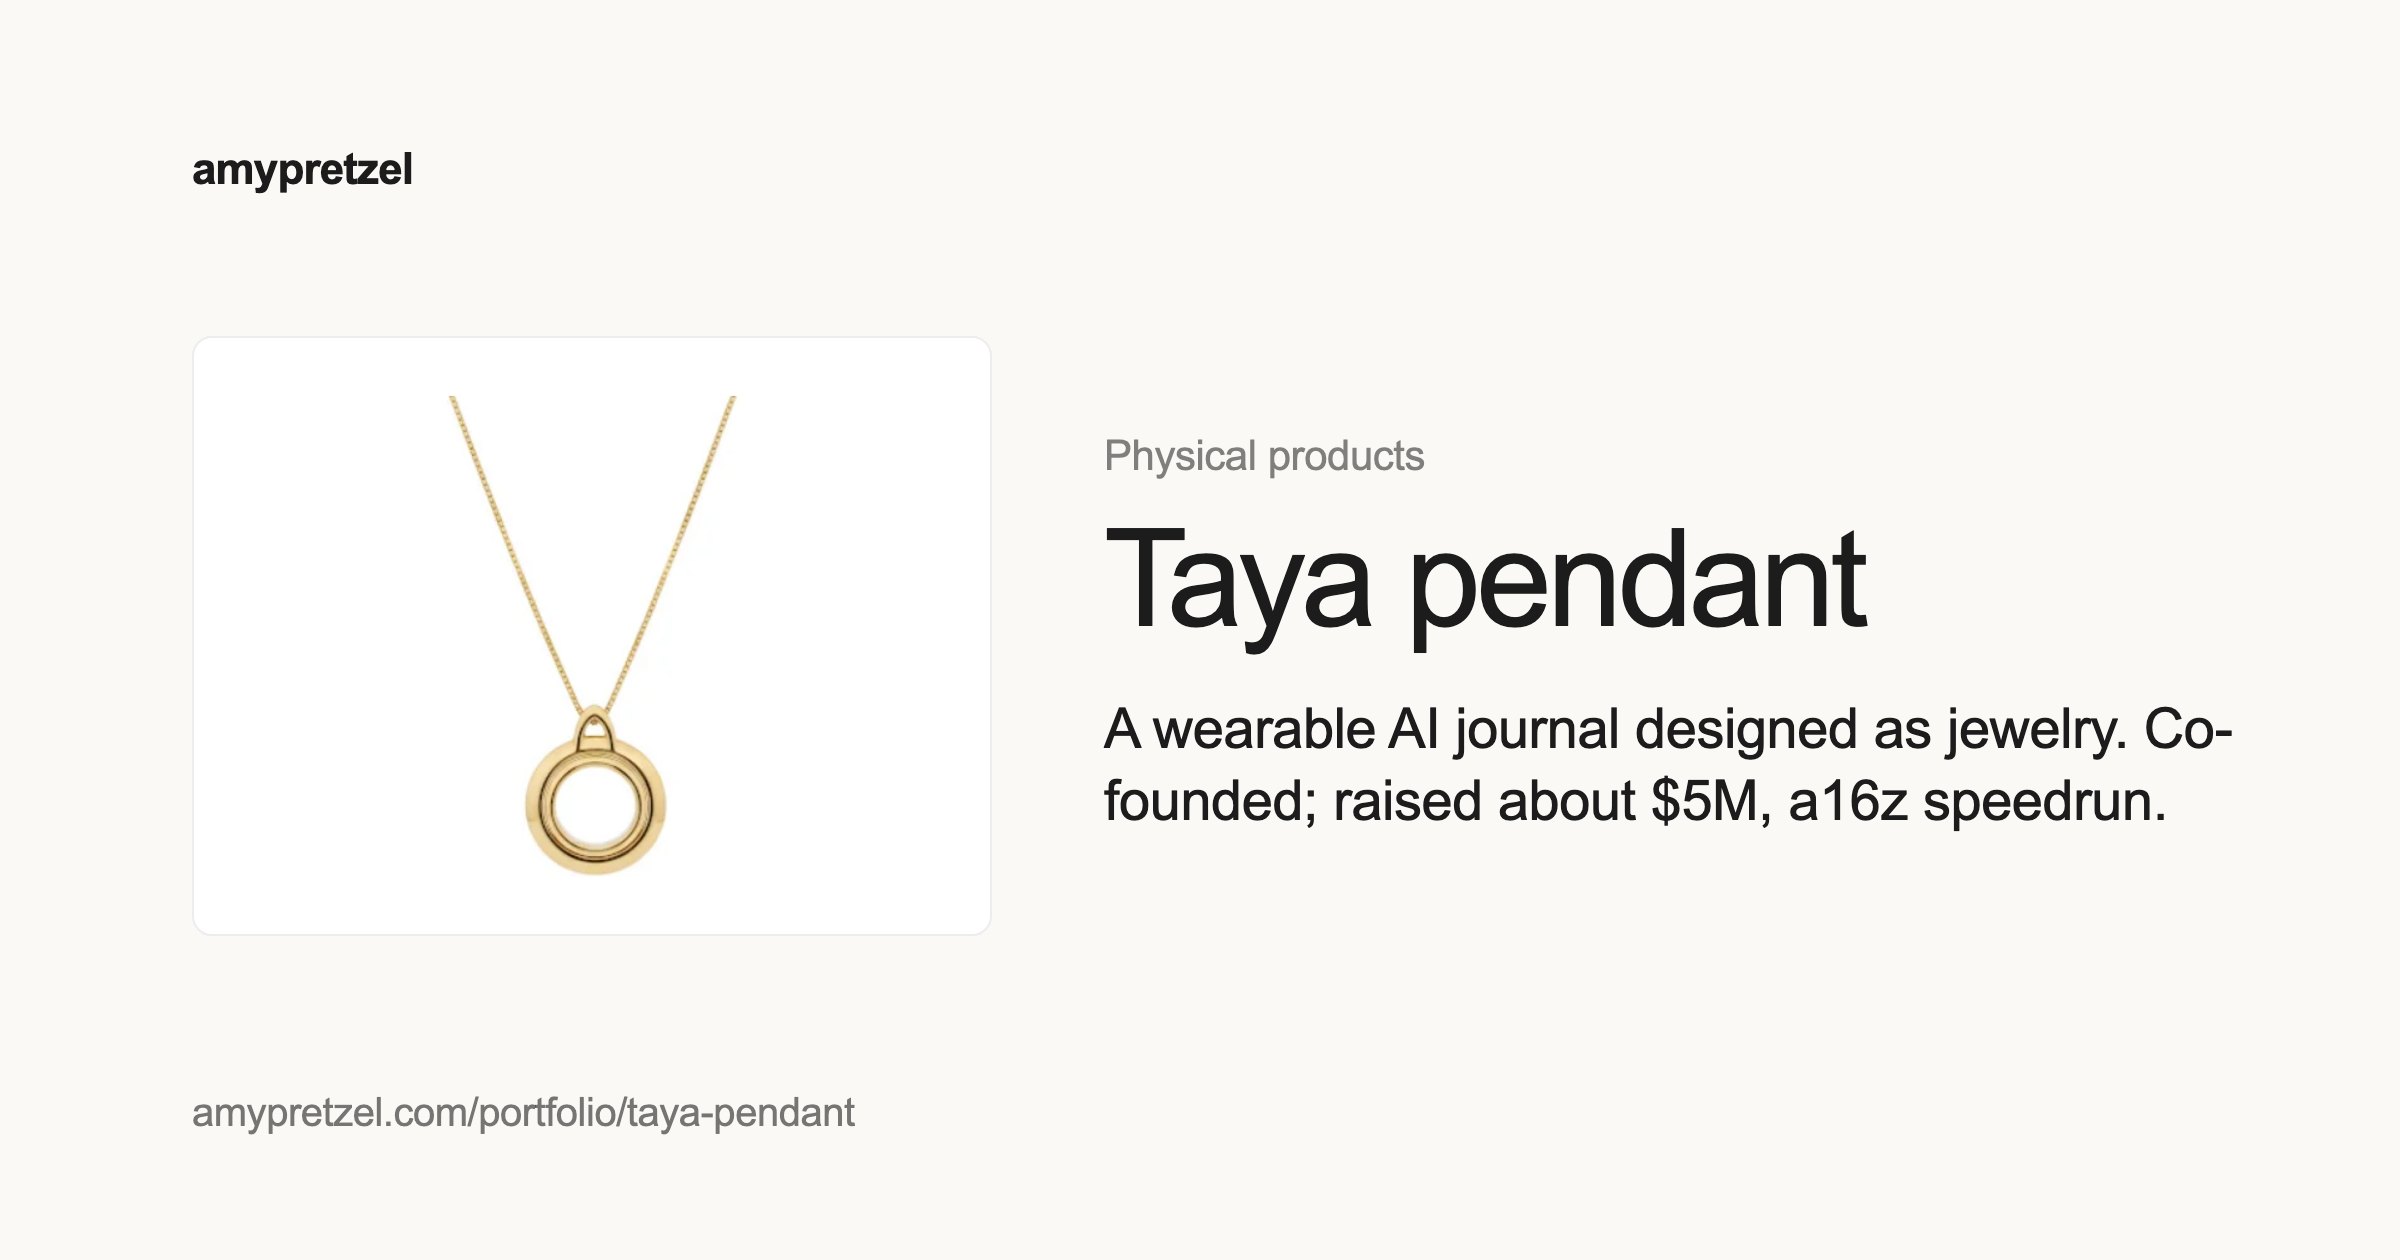 amypretzel
Physical products
Taya pendant
A wearable AI journal designed as jewelry. Co-
founded; raised about $5M, a16z speedrun.
amypretzel.com/portfolio/taya-pendant